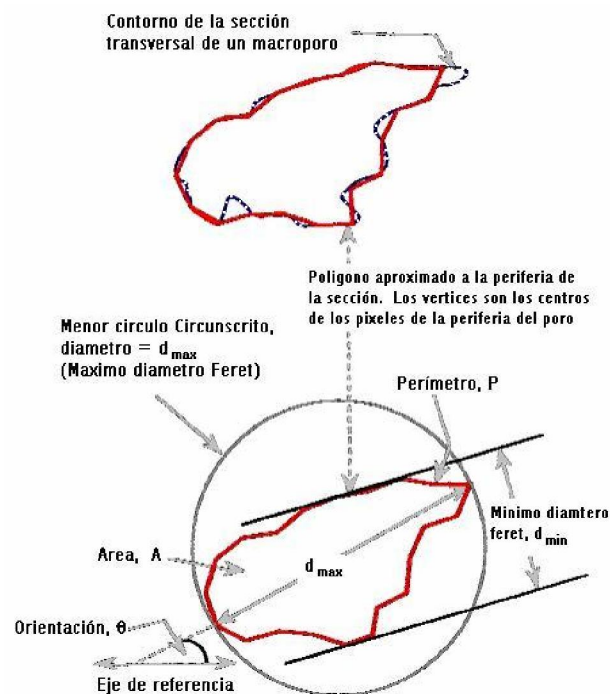 Contorno de la sección
transversal de un macroporo
Poligono aproximado a la periferia de
la sección. Los vertices son los centros
de los pixeles de la periferia del poro
Menor circulo Circunscrito,
diametro = d max
(Maximo diametro Feret)
Perímetro, P
Minimo diamtero
feret, d min
Area, A
d max
Orientación, θ
Eje de referencia